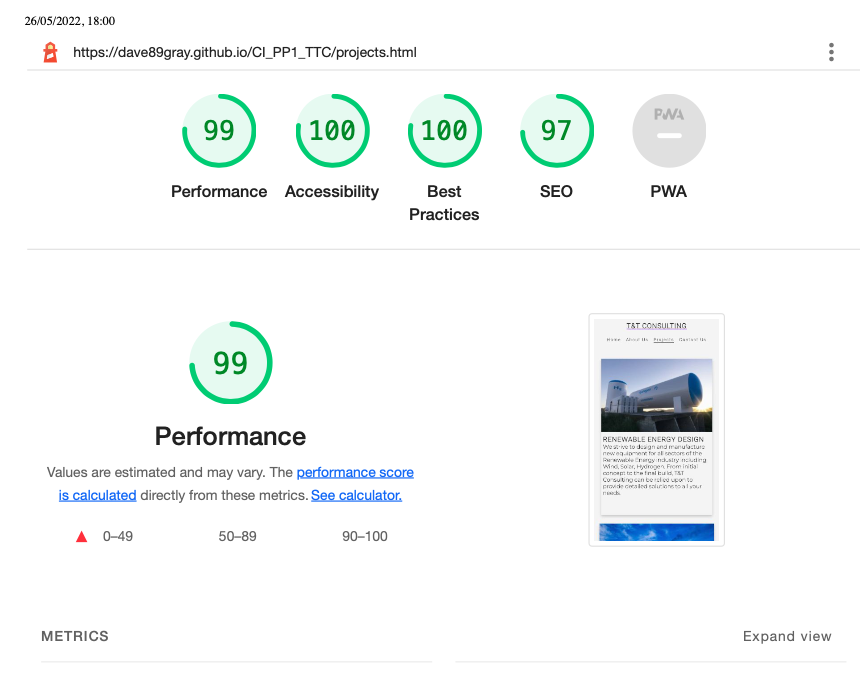 26/05/2022, 18:00
https://dave89gray.github.io/CI_PP1_TTC/projects.html
99
100
100
97
PWA
Performance
Accessibility
Best
Practices
SEO
PWA
99
Performance
Values are estimated and may vary. The performance score
is calculated directly from these metrics. See calculator.
0–49
50–89
90–100
T&T CONSULTING
Home About Us Projects Contact Us
RENEWABLE ENERGY DESIGN
We strive to design and manufacture
new equipment for all sectors of the
Renewable Energy Industry including
Wind, Solar, Hydrogen. From initial
concept to the final build, T&T
Consulting can be relied upon to
provide detailed solutions to all your
needs.
METRICS
Expand view